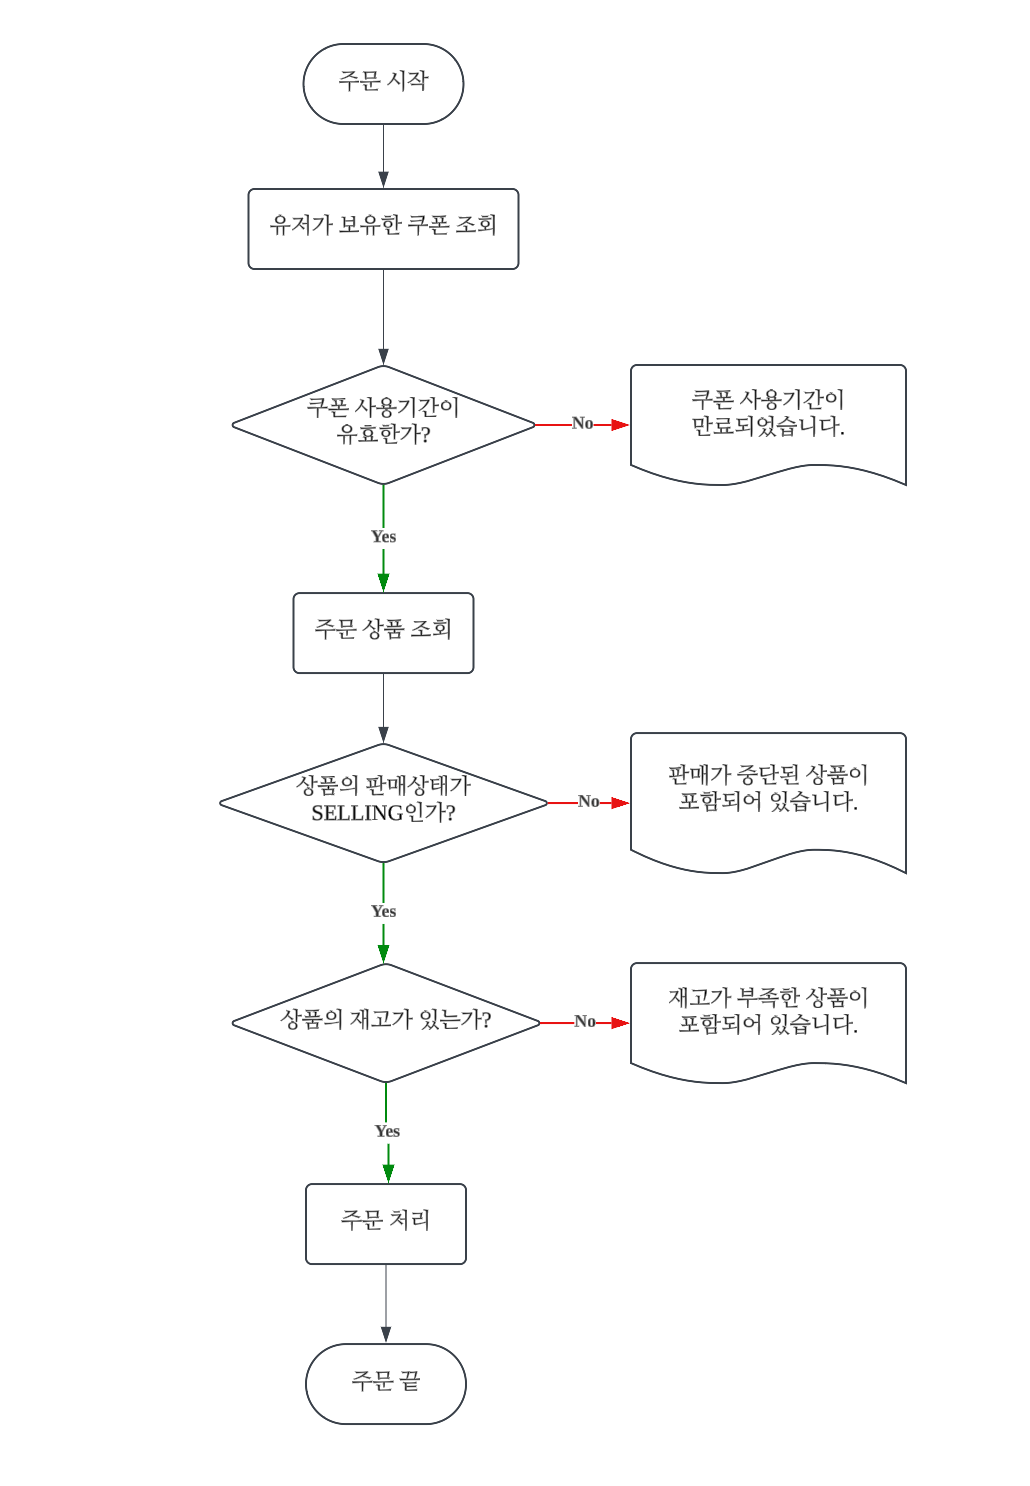 주문 시작
유저가 보유한 쿠폰 조회
쿠폰 사용기간이
유효한가?
No
쿠폰 사용기간이
만료되었습니다.
Yes
주문 상품 조회
상품의 판매상태가
SELLING인가?
No
판매가 중단된 상품이
포함되어 있습니다.
Yes
상품의 재고가 있는가?
No
재고가 부족한 상품이
포함되어 있습니다.
Yes
주문 처리
주문 끝